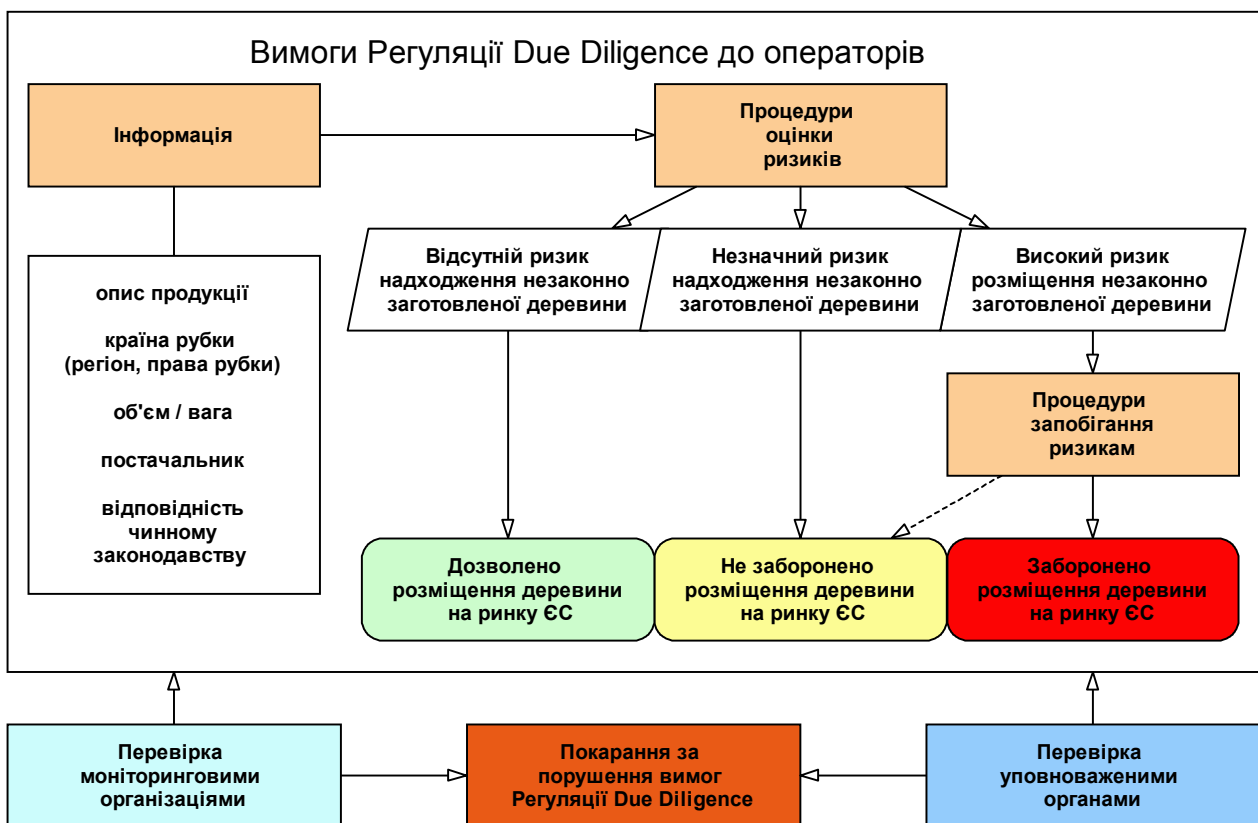 Вимоги Регуляції Due Diligence до операторів
Інформація
Процедури
оцінки
ризиків
опис продукції
країна рубки
(регіон, права рубки)
об'єм / вага
постачальник
відповідність
чинному
законодавству
Відсутній ризик
надходження незаконно
заготовленої деревини
Незначний ризик
надходження незаконно
заготовленої деревини
Високий ризик
розміщення незаконно
заготовленої деревини
Процедури
запобігання
ризикам
Дозволено
розміщення деревини
на ринку ЄС
Не заборонено
розміщення деревини
на ринку ЄС
Заборонено
розміщення деревини
на ринку ЄС
Перевірка
моніторинговими
організаціями
Покарання за
порушення вимог
Регуляції Due Diligence
Перевірка
уповноваженими
органами